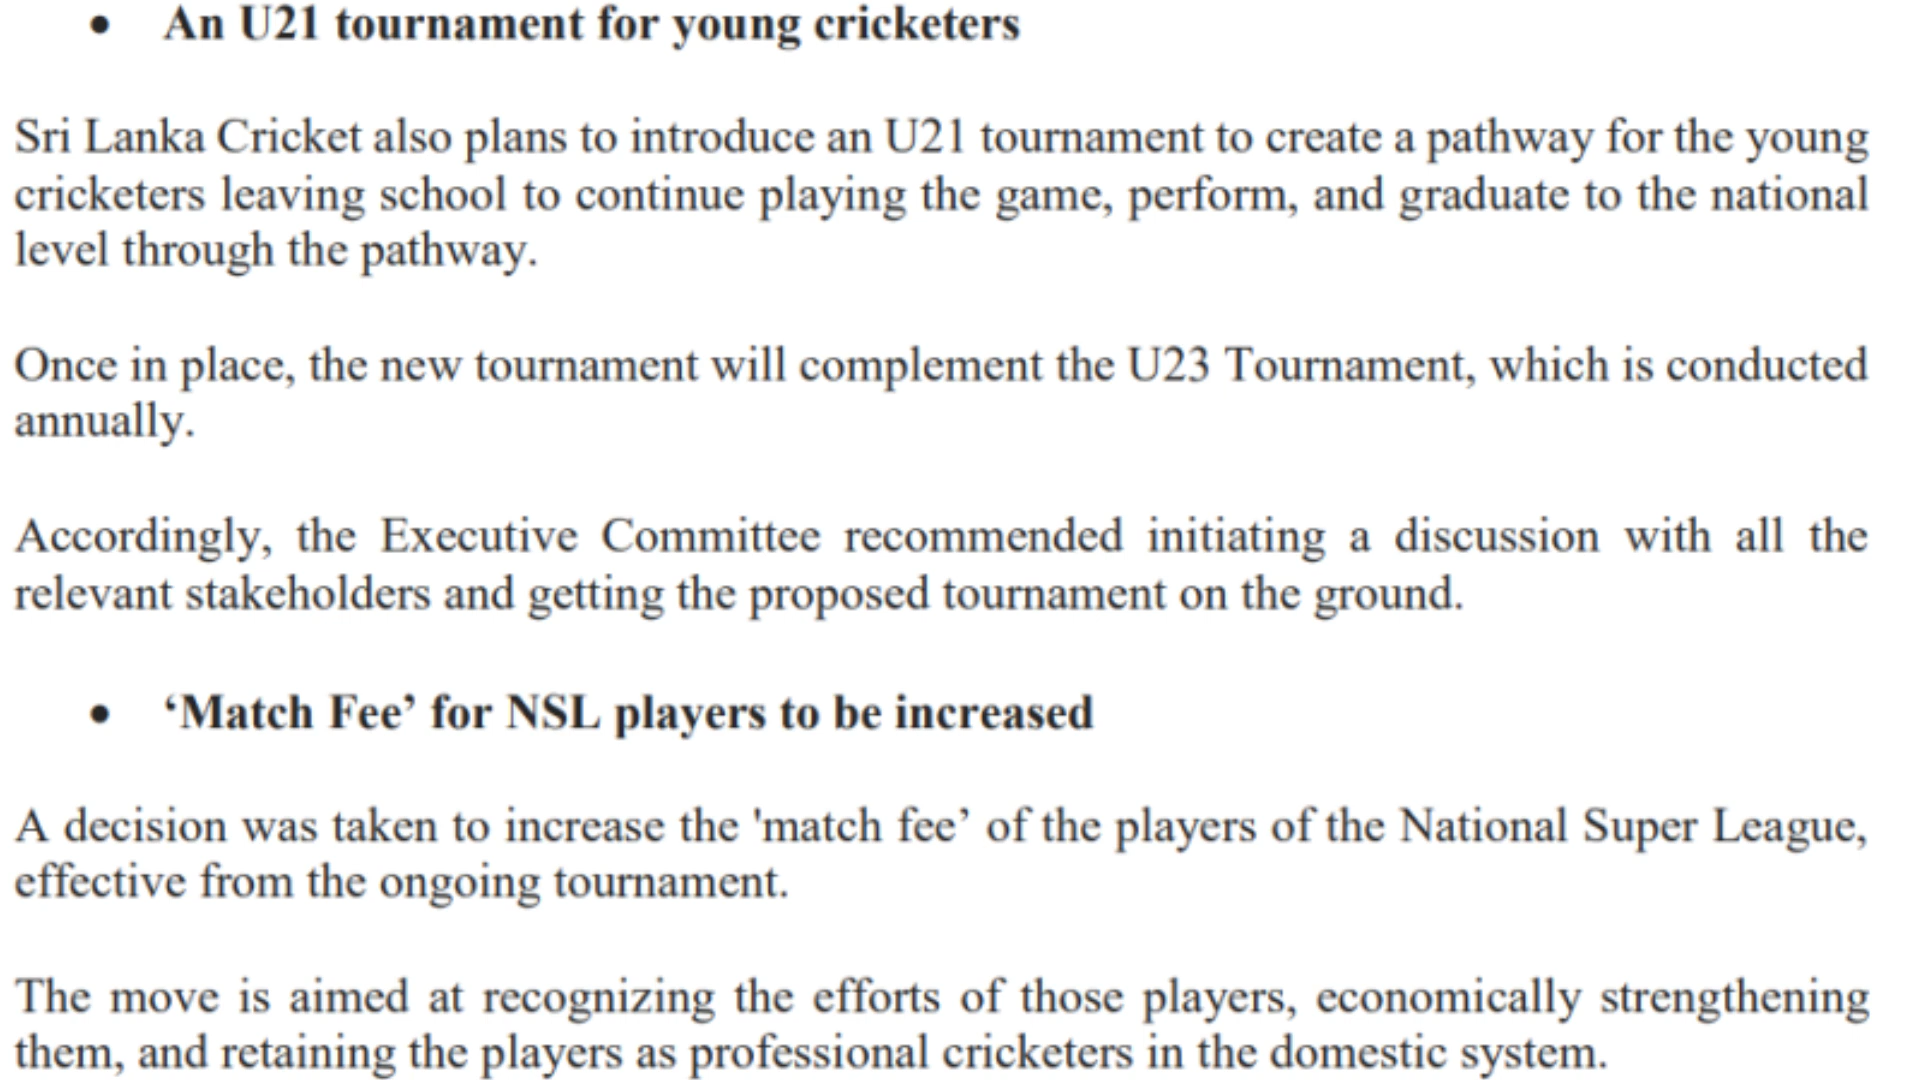 • An U21 tournament for young cricketers
Sri Lanka Cricket also plans to introduce an U21 tournament to create a pathway for the young
cricketers leaving school to continue playing the game, perform, and graduate to the national
level through the pathway.
Once in place, the new tournament will complement the U23 Tournament, which is conducted
annually.
Accordingly, the Executive Committee recommended initiating a discussion with all the
relevant stakeholders and getting the proposed tournament on the ground.
• ‘Match Fee’ for NSL players to be increased
A decision was taken to increase the 'match fee’ of the players of the National Super League,
effective from the ongoing tournament.
The move is aimed at recognizing the efforts of those players, economically strengthening
them, and retaining the players as professional cricketers in the domestic system.